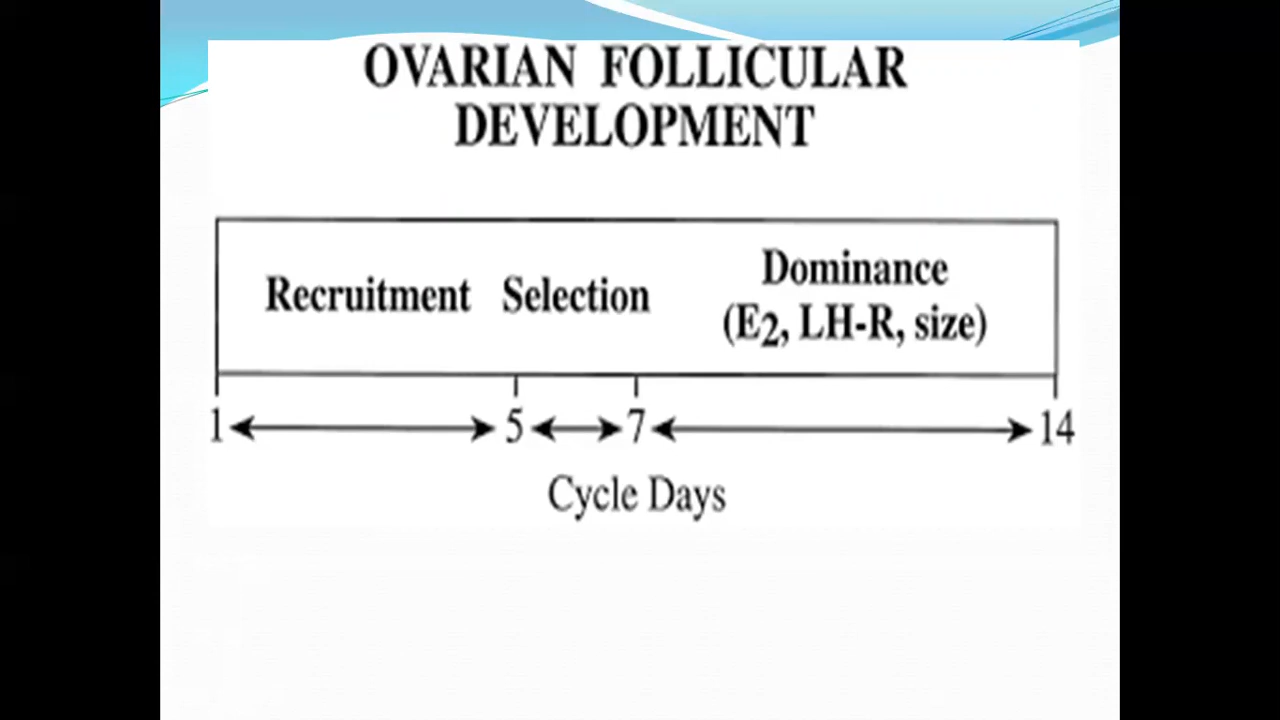 OVARIAN FOLLICULAR
DEVELOPMENT
Recruitment Selection Dominance
(E2, LH-R, size)
1 5 7 14
Cycle Days